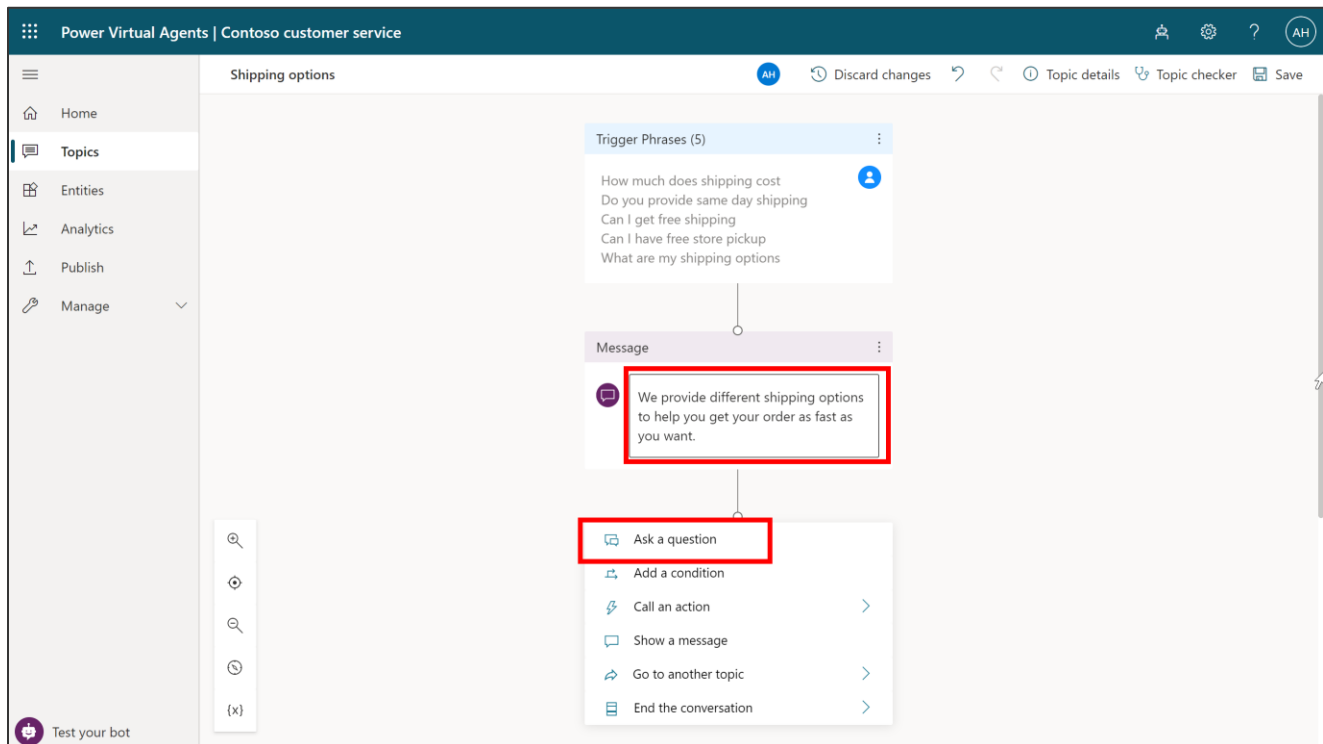 Power Virtual Agents | Contoso customer service
?
AH
Shipping options
AH
Discard changes
Topic details
Topic checker
Save
Home
Topics
Entities
Analytics
Publish
Manage
Trigger Phrases (5)
How much does shipping cost
Do you provide same day shipping
Can I get free shipping
Can I have free store pickup
What are my shipping options
Message
We provide different shipping options
to help you get your order as fast as
you want.
Ask a question
Add a condition
Call an action
Show a message
Go to another topic
End the conversation
{x}
Test your bot